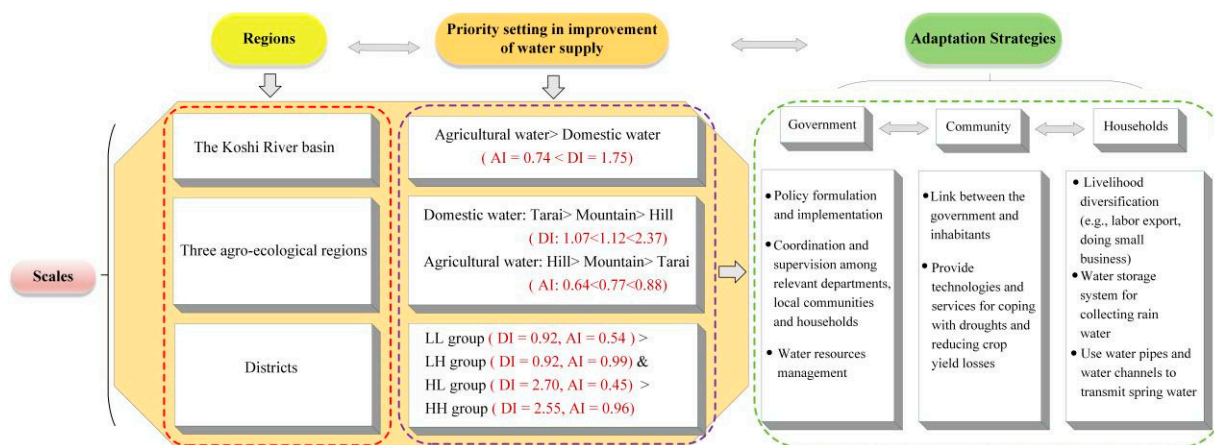 Regions
Priority setting in improvement
of water supply
Adaptation Strategies
Scales
The Koshi River basin
Agricultural water> Domestic water
( AI = 0.74 < DI = 1.75)
Three agro-ecological regions
Domestic water: Tarai> Mountain> Hill
( DI: 1.07<1.12<2.37)
Agricultural water: Hill> Mountain> Tarai
( AI: 0.64<0.77<0.88)
Districts
LL group ( DI = 0.92, AI = 0.54 ) >
LH group ( DI = 0.92, AI = 0.99) &
HL group ( DI = 2.70, AI = 0.45) >
HH group ( DI = 2.55, AI = 0.96)
Government
Community
Households
• Policy formulation
and implementation
• Coordination and
supervision among
relevant departments,
local communities
and households
• Water resources
management
• Link between the
government and
inhabitants
• Provide
technologies and
services for coping
with droughts and
reducing crop
yield losses
• Livelihood
diversification
(e.g., labor export,
doing small
business)
• Water storage
system for
collecting rain
water
• Use water pipes and
water channels to
transmit spring water